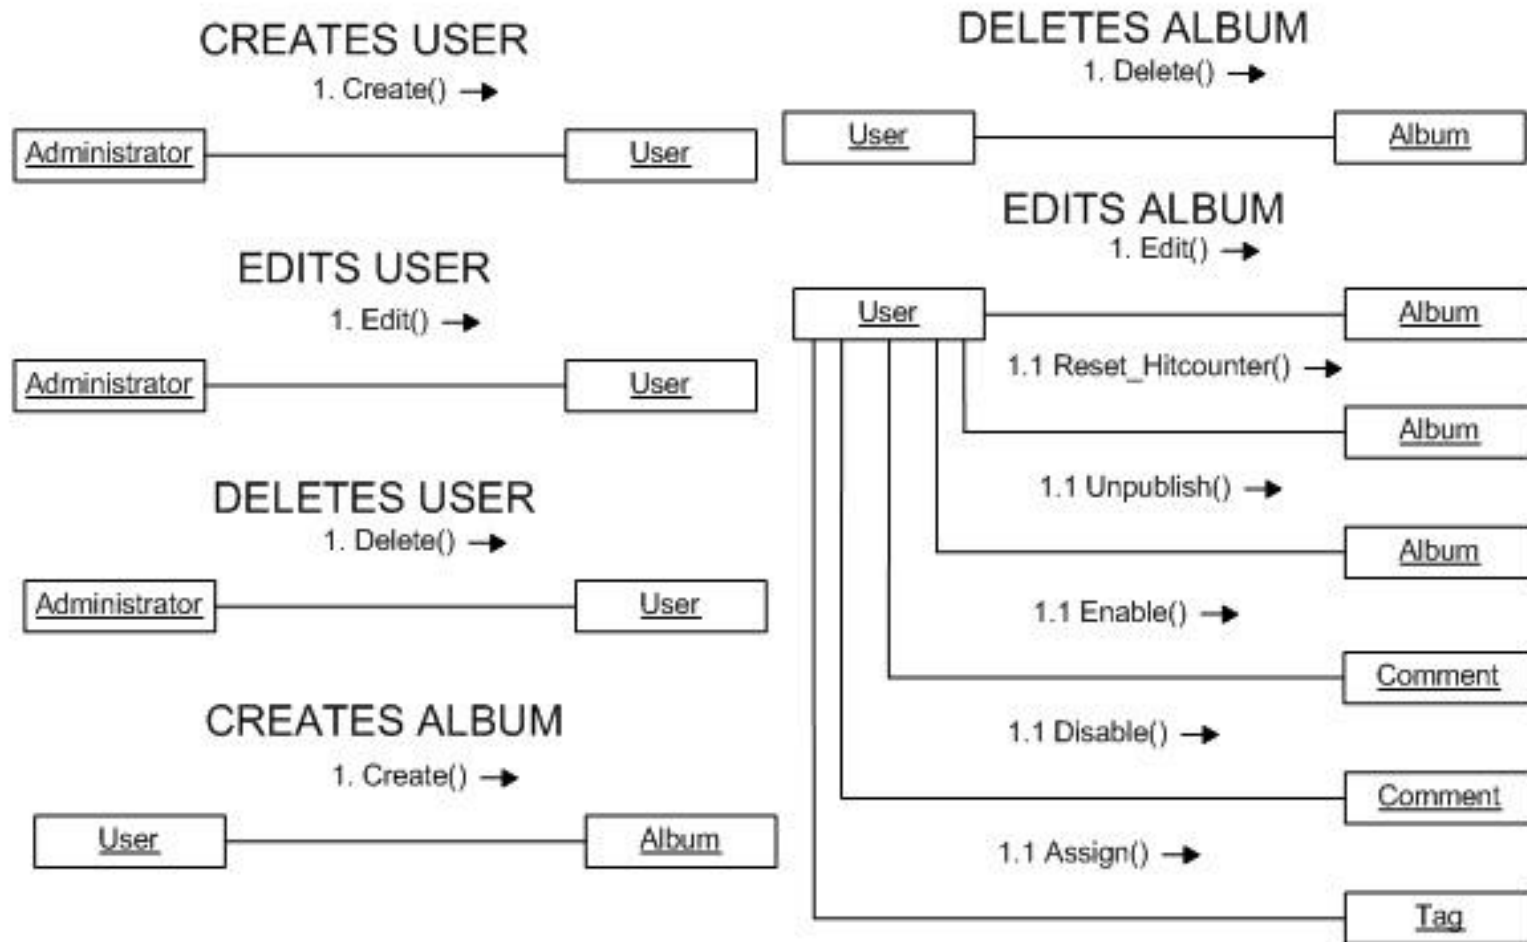 CREATES USER
1. Create()
Administrator
User
EDITS USER
1. Edit()
Administrator
User
DELETES USER
1. Delete()
Administrator
User
CREATES ALBUM
1. Create()
User
Album
DELETES ALBUM
1. Delete()
User
Album
EDITS ALBUM
1. Edit()
User
Album
1.1 Reset_Hitcounter()
Album
1.1 Unpublish()
Album
1.1 Enable()
Comment
1.1 Disable()
Comment
1.1 Assign()
Tag